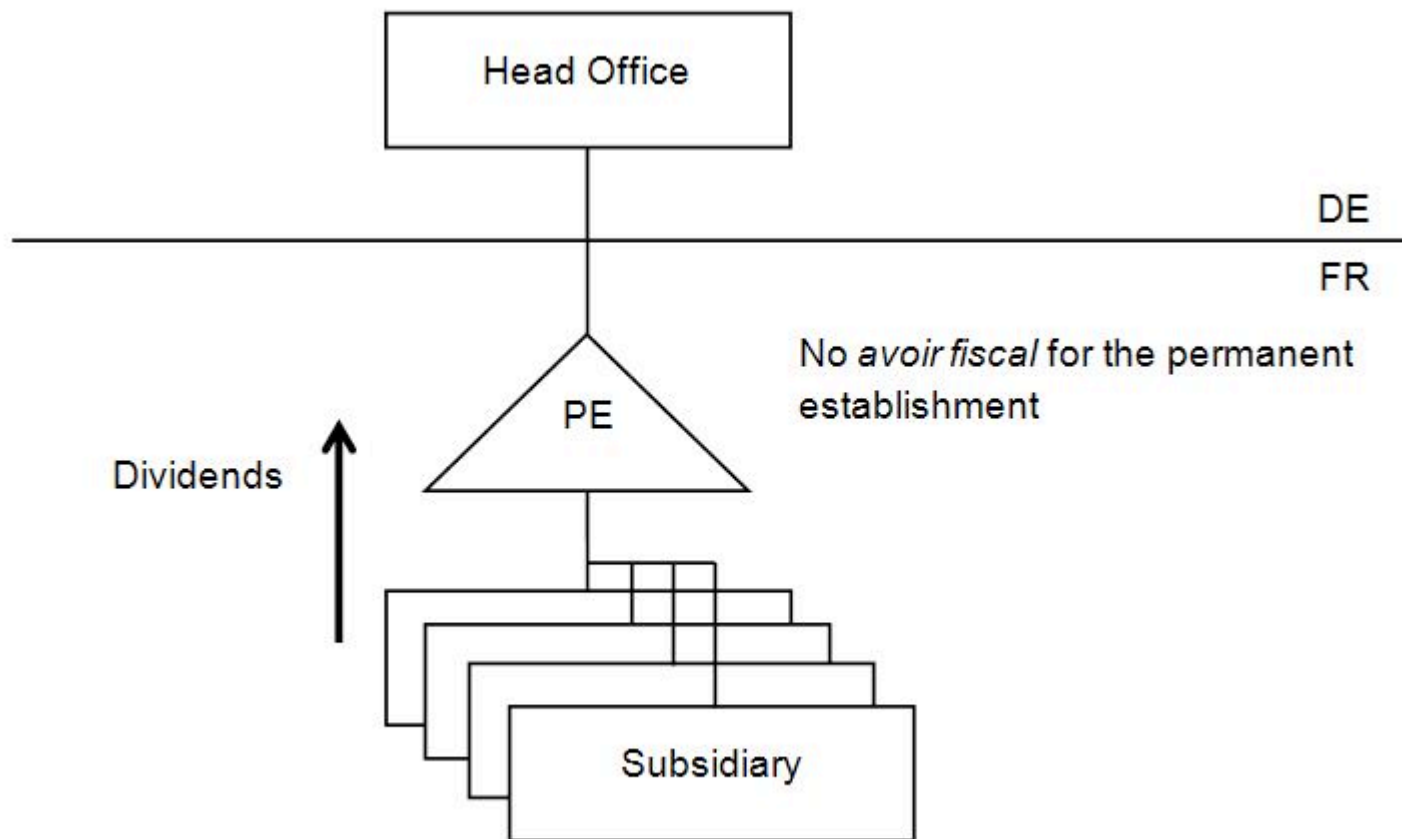 Head Office
DE
FR
No avoir fiscal for the permanent
establishment
PE
Dividends
Subsidiary